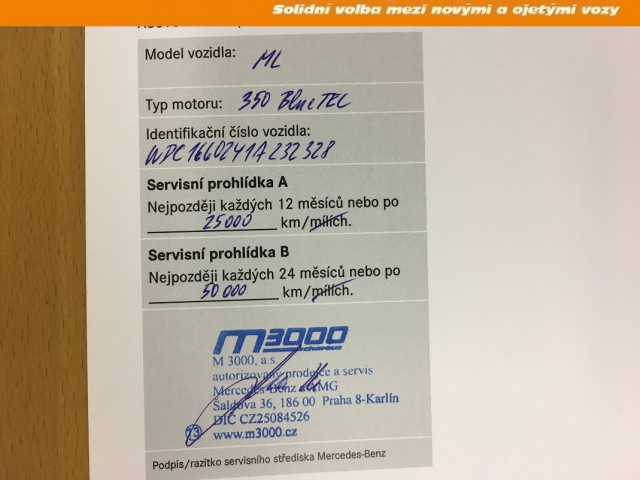 Solidní volba mezi novými a ojetými vozy
Model vozidla: ML
Typ motoru: 350 BlueTEC
Identifikační číslo vozidla:
WDC1660241A232328
Servisní prohlídka A
Nejpozději každých 12 měsíců nebo po
25000 km/mílích.
Servisní prohlídka B
Nejpozději každých 24 měsíců nebo po
50 000 km/mílích.
M3000
M 3000, a.s.
autorizovaný prodejce a servis
Mercedes-Benz a AMG
Šaldova 36, 186 00 Praha 8-Karlín
DIČ CZ25084526
73 www.m3000.cz
Podpis/razítko servisního střediska Mercedes-Benz